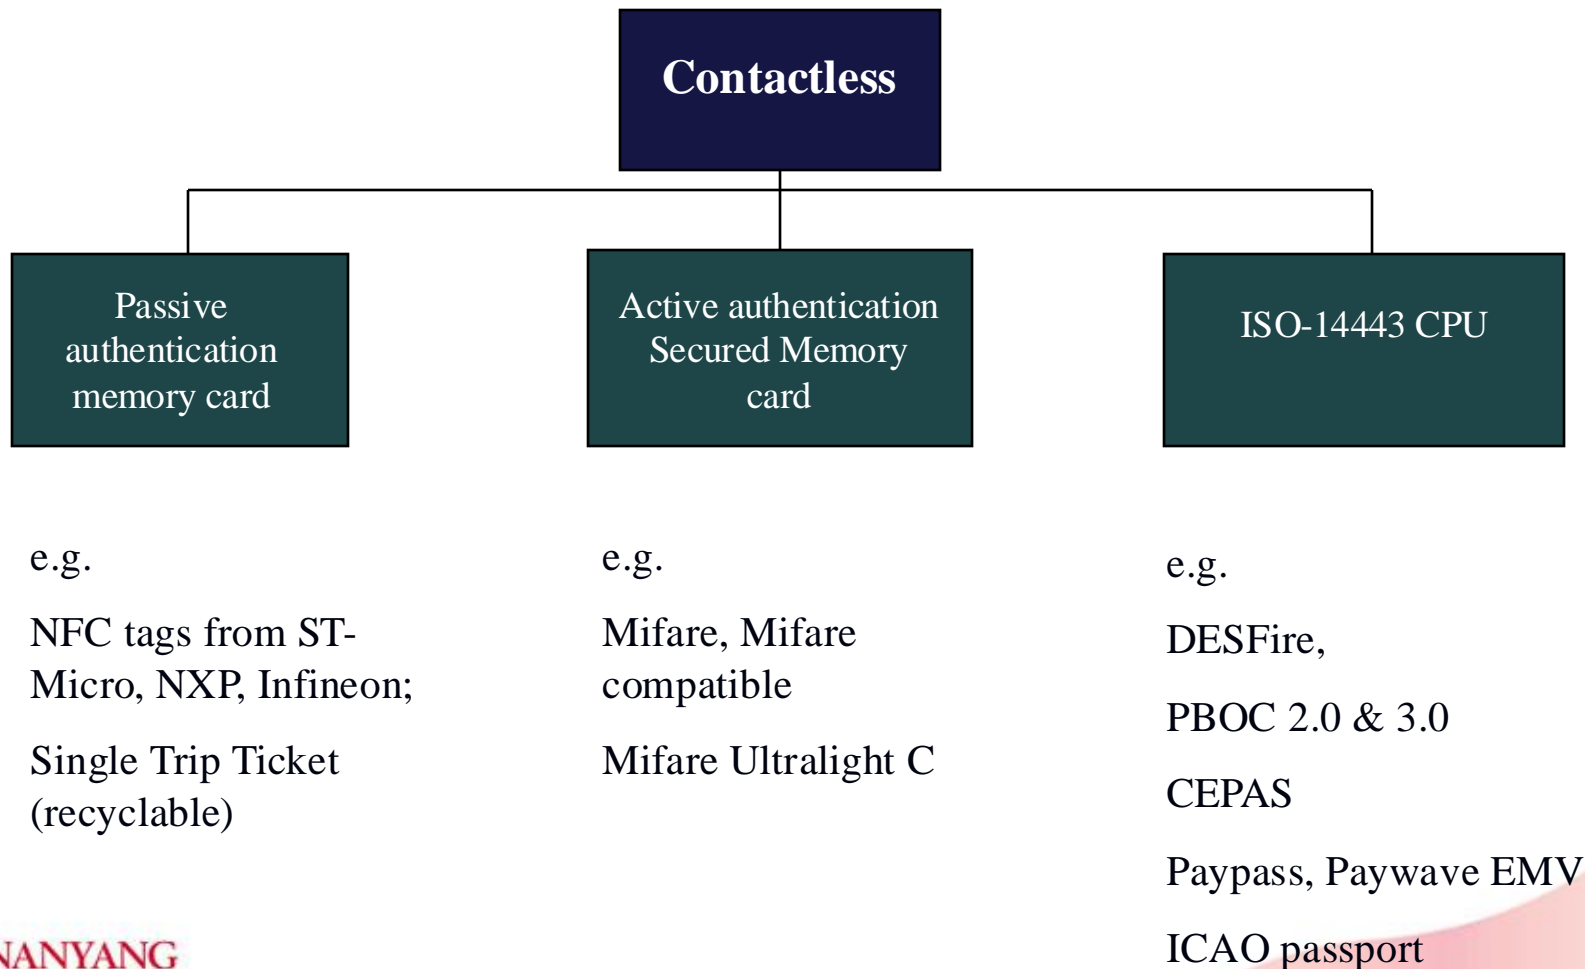 Contactless
Passive
authentication
memory card
Active authentication
Secured Memory
card
ISO-14443 CPU
e.g.
NFC tags from ST-
Micro, NXP, Infineon;
Single Trip Ticket
(recyclable)
e.g.
Mifare, Mifare
compatible
Mifare Ultralight C
e.g.
DESFire,
PBOC 2.0 & 3.0
CEPAS
Paypass, Paywave EMV
ICAO passport
NANYANG